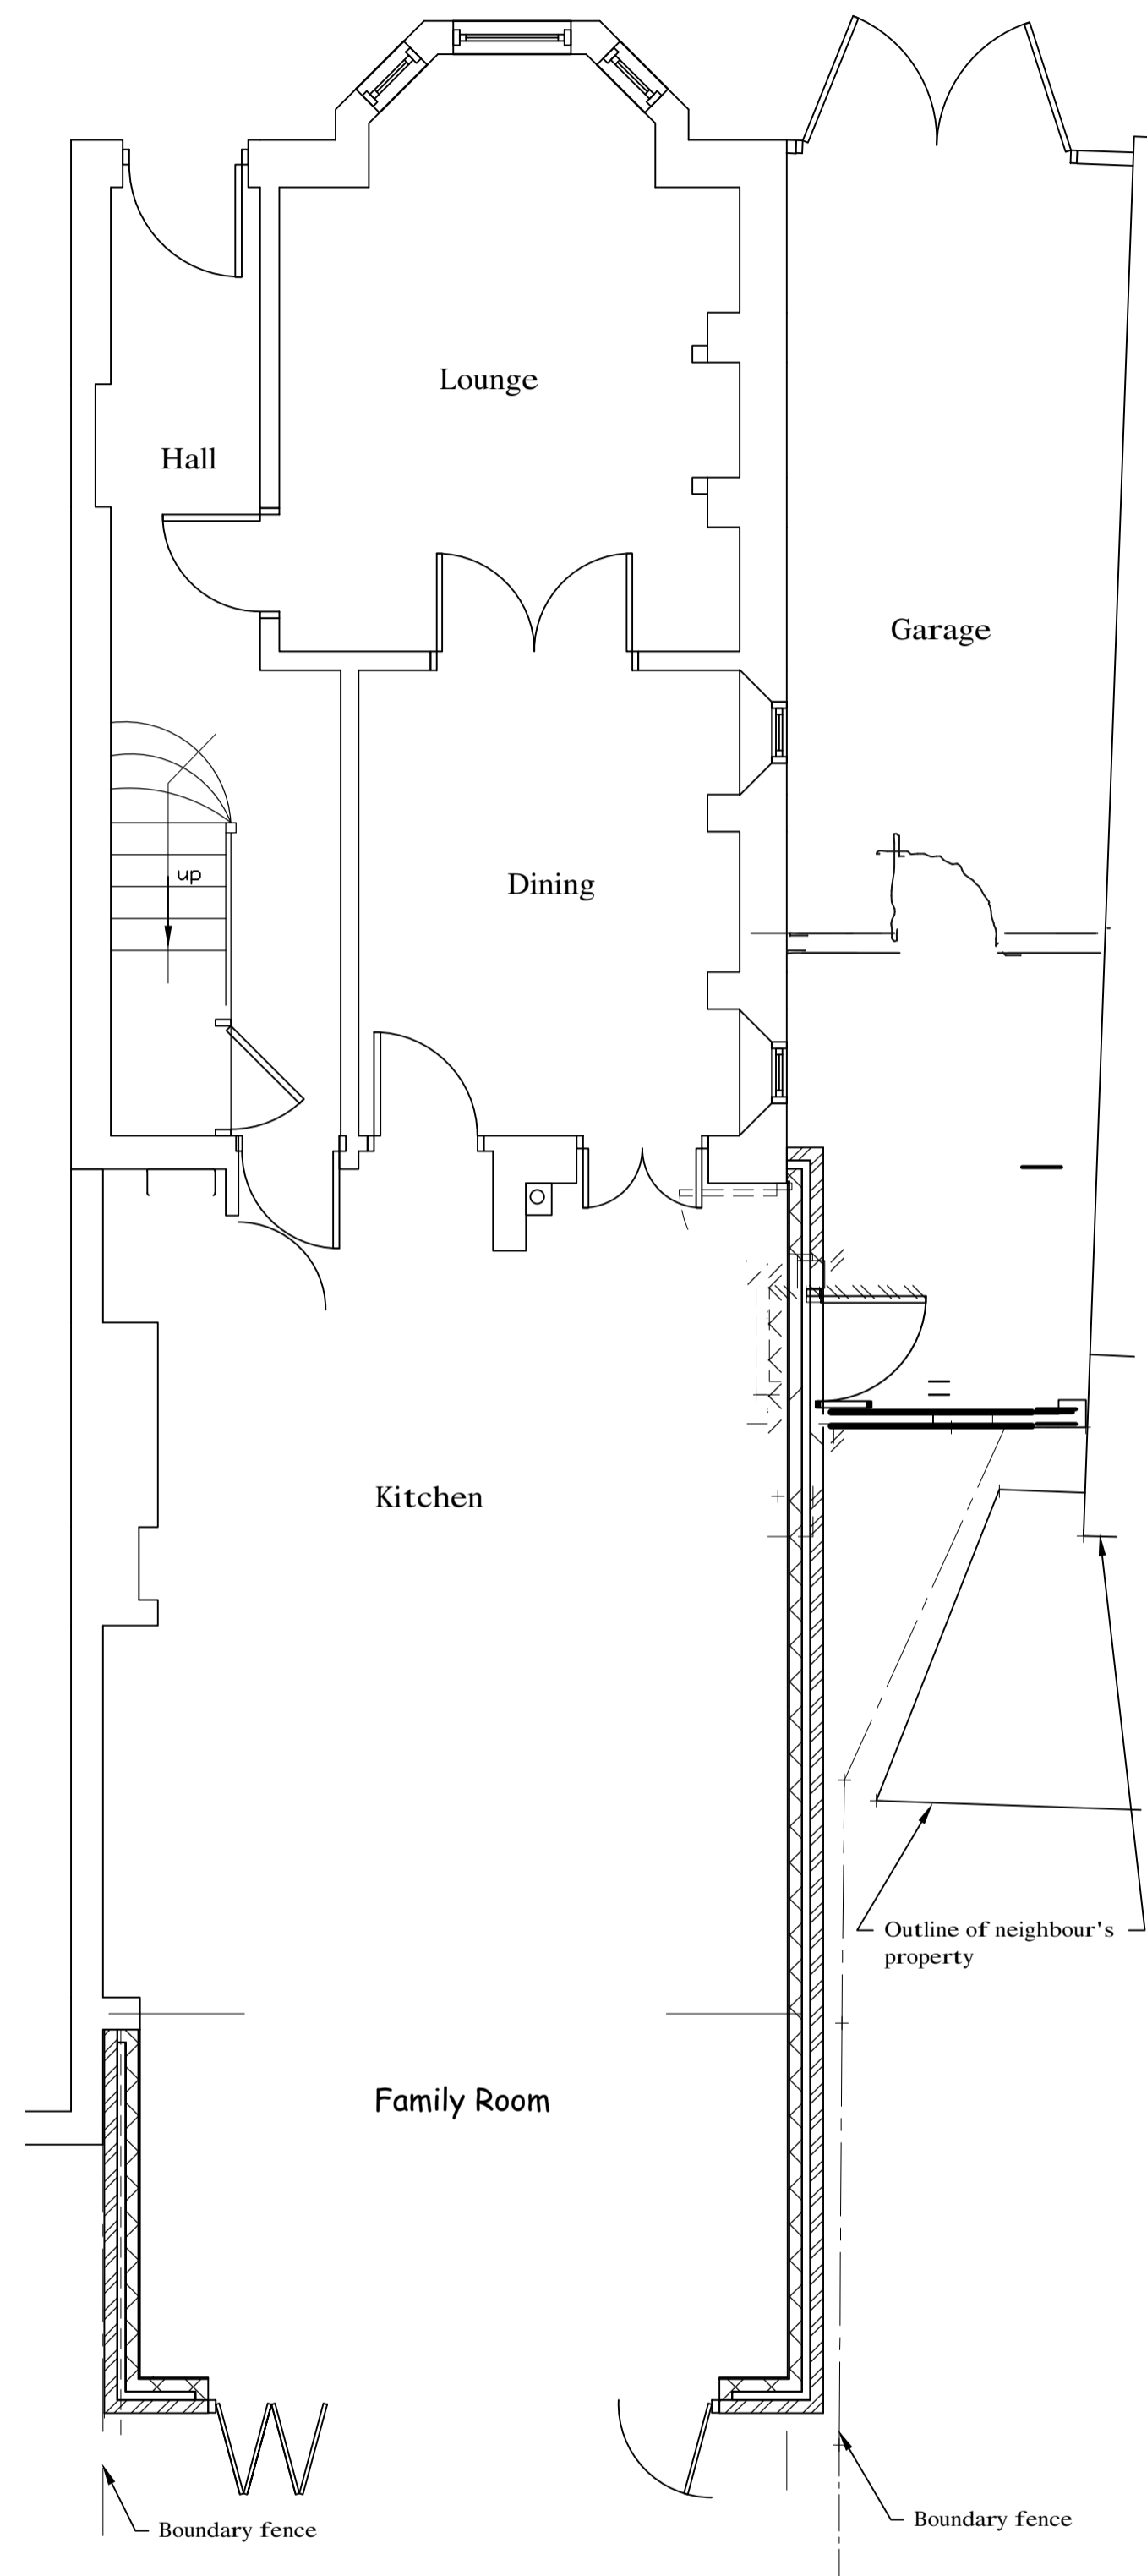 Lounge
Hall
Garage
up
Dining
Kitchen
Outline of neighbour's
property
Family Room
Boundary fence
Boundary fence